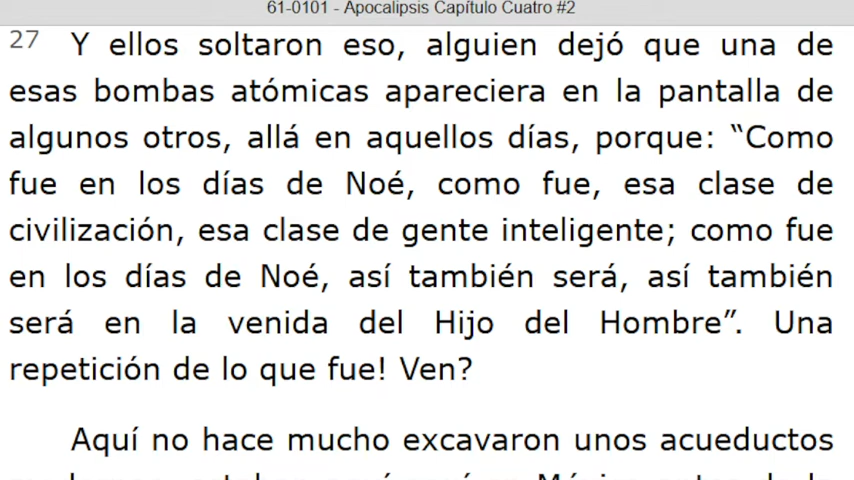 61-0101 - Apocalipsis Capítulo Cuatro #2
27 Y ellos soltaron eso, alguien dejó que una de
esas bombas atómicas apareciera en la pantalla de
algunos otros, allá en aquellos días, porque: “Como
fue en los días de Noé, como fue, esa clase de
civilización, esa clase de gente inteligente; como fue
en los días de Noé, así también será, así también
será en la venida del Hijo del Hombre”. Una
repetición de lo que fue! Ven?
Aquí no hace mucho excavaron unos acueductos